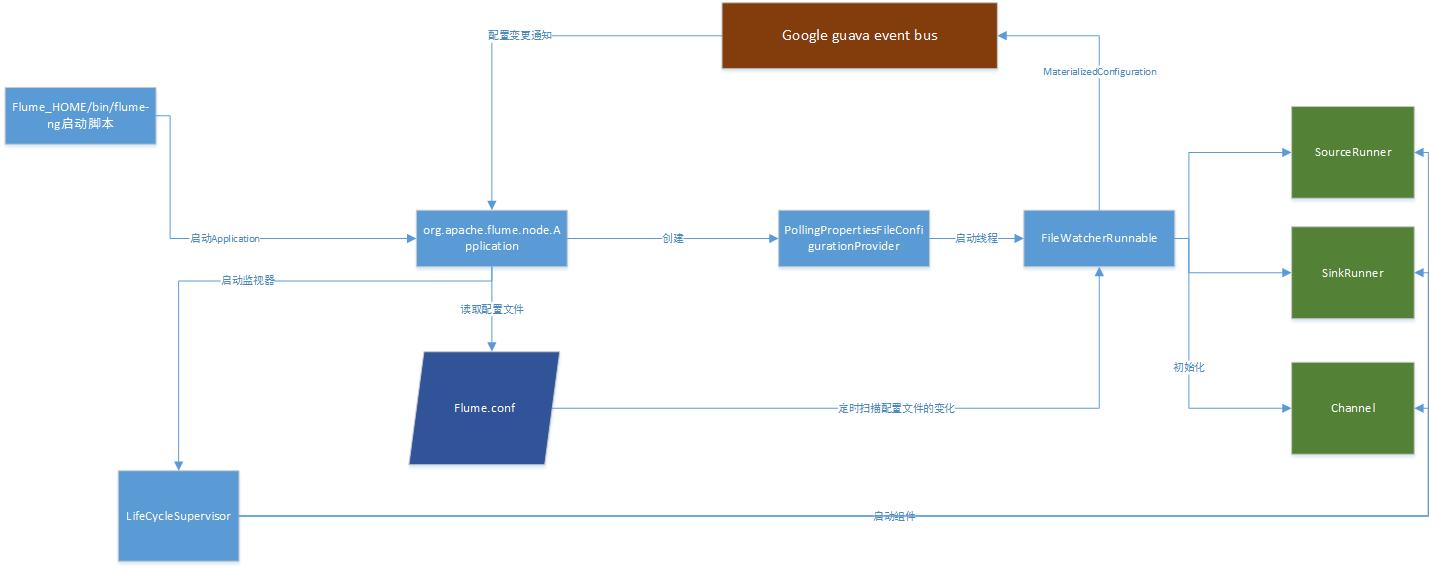 Google guava event bus
配置变更通知
MaterializedConfiguration
Flume_HOME/bin/flume-
ng启动脚本
SourceRunner
启动Application
org.apache.flume.node.A
pplication
创建
PollingPropertiesFileConfi
gurationProvider
启动线程
FileWatcherRunnable
SinkRunner
启动监视器
读取配置文件
初始化
Flume.conf
定时扫描配置文件的变化
Channel
LifeCycleSupervisor
启动组件